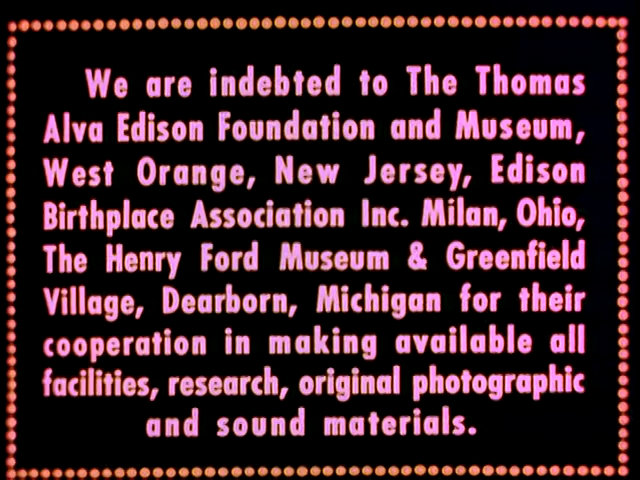 We are indebted to The Thomas
Alva Edison Foundation and Museum,
West Orange, New Jersey, Edison
Birthplace Association Inc. Milan, Ohio,
The Henry Ford Museum & Greenfield
Village, Dearborn, Michigan for their
cooperation in making available all
facilities, research, original photographic
and sound materials.